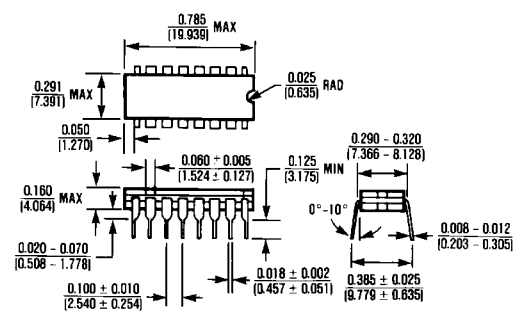 0.785
(19.939) MAX
0.291
(7.391) MAX
0.025
(0.635) RAD
0.050
(1.270)
0.060 ± 0.005
(1.524 ± 0.127)
0.125
(3.175) MIN
0.290 – 0.320
(7.366 – 8.128)
0.160
(4.064) MAX
0°–10°
0.020 – 0.070
(0.508 – 1.778)
0.008 – 0.012
(0.203 – 0.305)
0.018 ± 0.002
(0.457 ± 0.051)
0.100 ± 0.010
(2.540 ± 0.254)
0.385 ± 0.025
(9.779 ± 0.635)